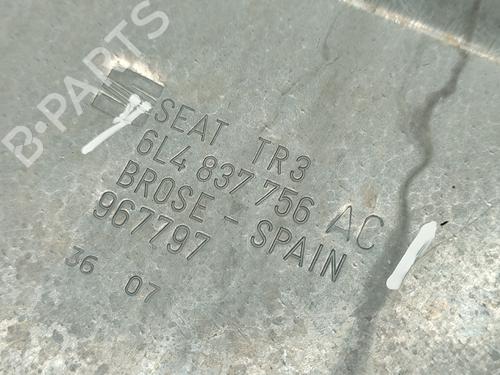 B-PARTS
SEAT TR3
6L4 837 756 AC
BROSE - SPAIN
967797
36 07